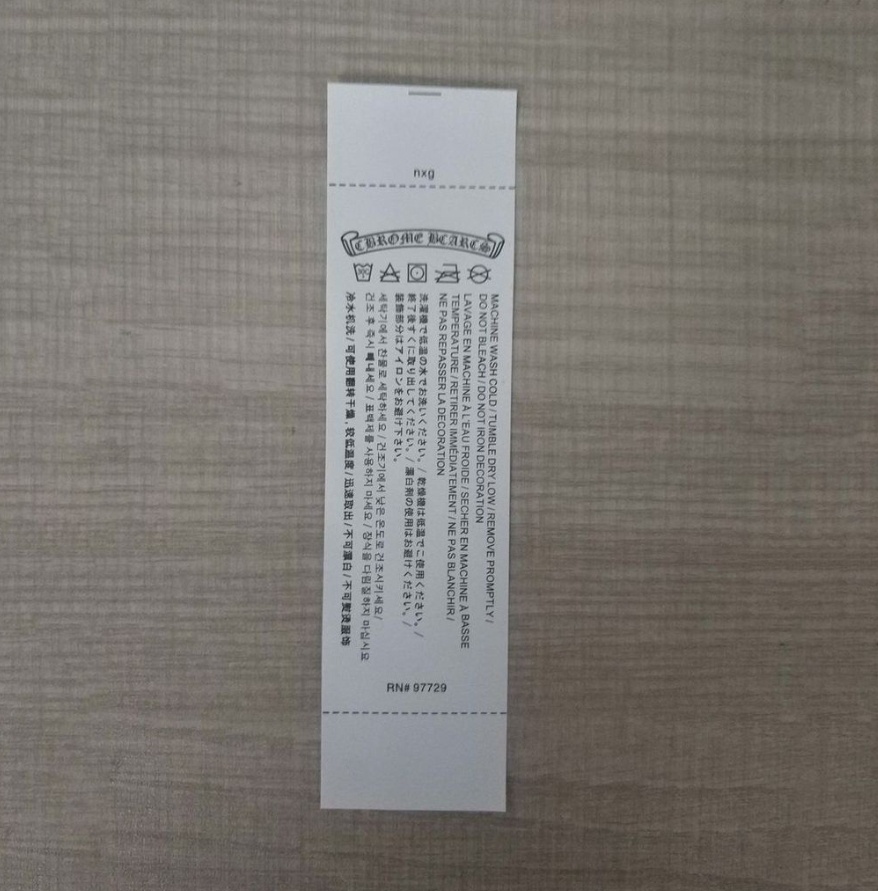 nxg
CBROME BCARCS
MACHINE WASH COLD / TUMBLE DRY LOW / REMOVE PROMPTLY /
DO NOT BLEACH / DO NOT IRON DECORATION
LAVAGE EN MACHINE À L'EAU FROIDE / SECHER EN MACHINE À BASSE
TEMPERATURE / RETIRER IMMÉDIATEMENT / NE PAS BLANCHIR /
NE PAS REPASSER LA DECORATION
洗濯機で低温の水でお洗いください。/ 乾燥機は低温でご使用ください。/
終了後すぐに取り出してください。/ 漂白剤の使用はお避けください。/
装飾部分はアイロンをお避け下さい。
세탁기에서 찬물로 세탁하세요 / 건조기에서 낮은 온도로 건조시키세요/
건조 후 즉시 빼내세요 / 표백제를 사용하지 마세요 / 장식을 다림질하지 마십시요
冷水机洗 / 可使用翻转干燥, 较低温度 / 迅速取出 / 不可漂白 / 不可熨烫服饰
RN# 97729